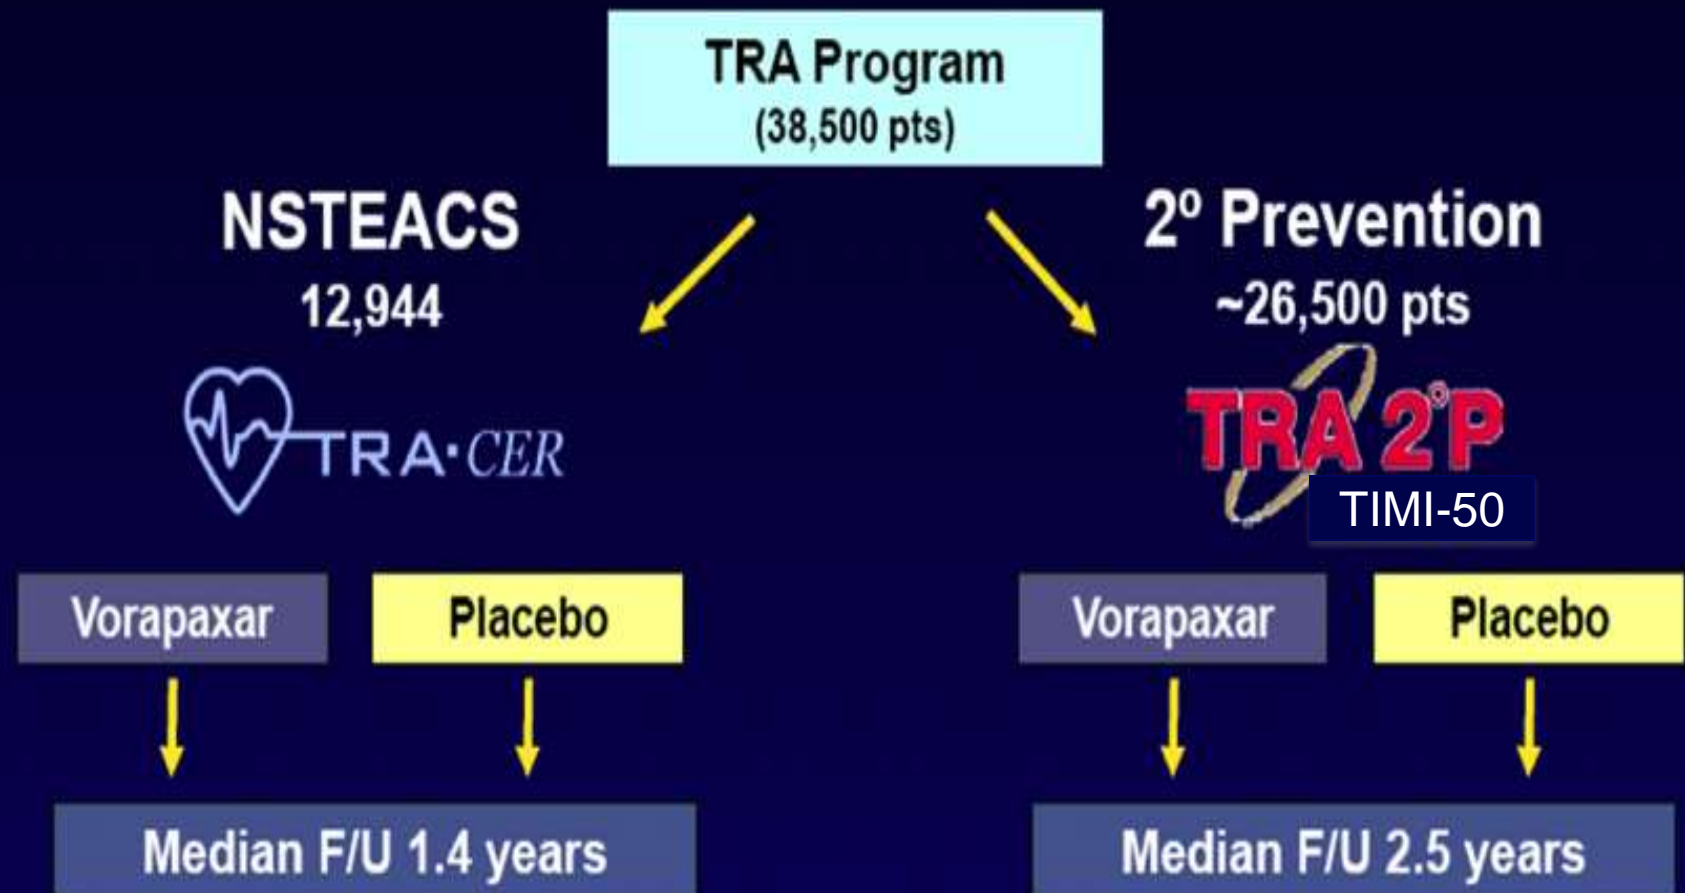 TRA Program
(38,500 pts)
NSTEACS
12,944
TRA·CER
2º Prevention
~26,500 pts
TRA 2°P
TIMI-50
Vorapaxar
Placebo
Median F/U 1.4 years
Vorapaxar
Placebo
Median F/U 2.5 years